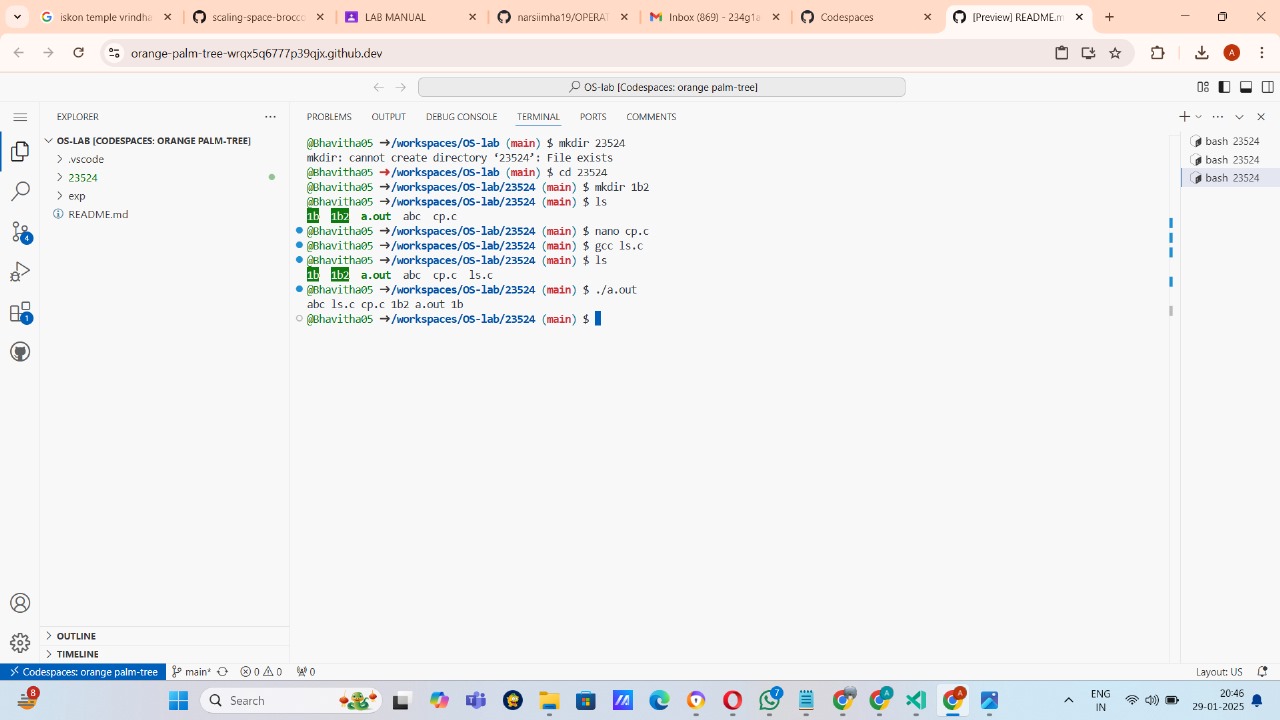 iskon temple vrindha
scaling-space-brocco
LAB MANUAL
narsiimha19/OPERAT
Inbox (869) - 234g1a
Codespaces
[Preview] README.m
orange-palm-tree-wrqx5q6777p39qjx.github.dev
A
OS-lab [Codespaces: orange palm-tree]
EXPLORER
PROBLEMS OUTPUT DEBUG CONSOLE TERMINAL PORTS COMMENTS
OS-LAB [CODESPACES: ORANGE PALM-TREE]
.vscode
23524
exp
README.md
4
1
@Bhavitha05 ➜/workspaces/OS-lab (main) $ mkdir 23524
mkdir: cannot create directory ‘23524’: File exists
@Bhavitha05 ➜/workspaces/OS-lab (main) $ cd 23524
@Bhavitha05 ➜/workspaces/OS-lab/23524 (main) $ mkdir 1b2
@Bhavitha05 ➜/workspaces/OS-lab/23524 (main) $ ls
1b 1b2 a.out abc cp.c
@Bhavitha05 ➜/workspaces/OS-lab/23524 (main) $ nano cp.c
@Bhavitha05 ➜/workspaces/OS-lab/23524 (main) $ gcc ls.c
@Bhavitha05 ➜/workspaces/OS-lab/23524 (main) $ ls
1b 1b2 a.out abc cp.c ls.c
@Bhavitha05 ➜/workspaces/OS-lab/23524 (main) $ ./a.out
abc ls.c cp.c 1b2 a.out 1b
@Bhavitha05 ➜/workspaces/OS-lab/23524 (main) $
bash 23524
bash 23524
bash 23524
OUTLINE
TIMELINE
Codespaces: orange palm-tree main* 0 0 0
Layout: US
8
Search
7
A
A
ENG
IN
20:46
29-01-2025